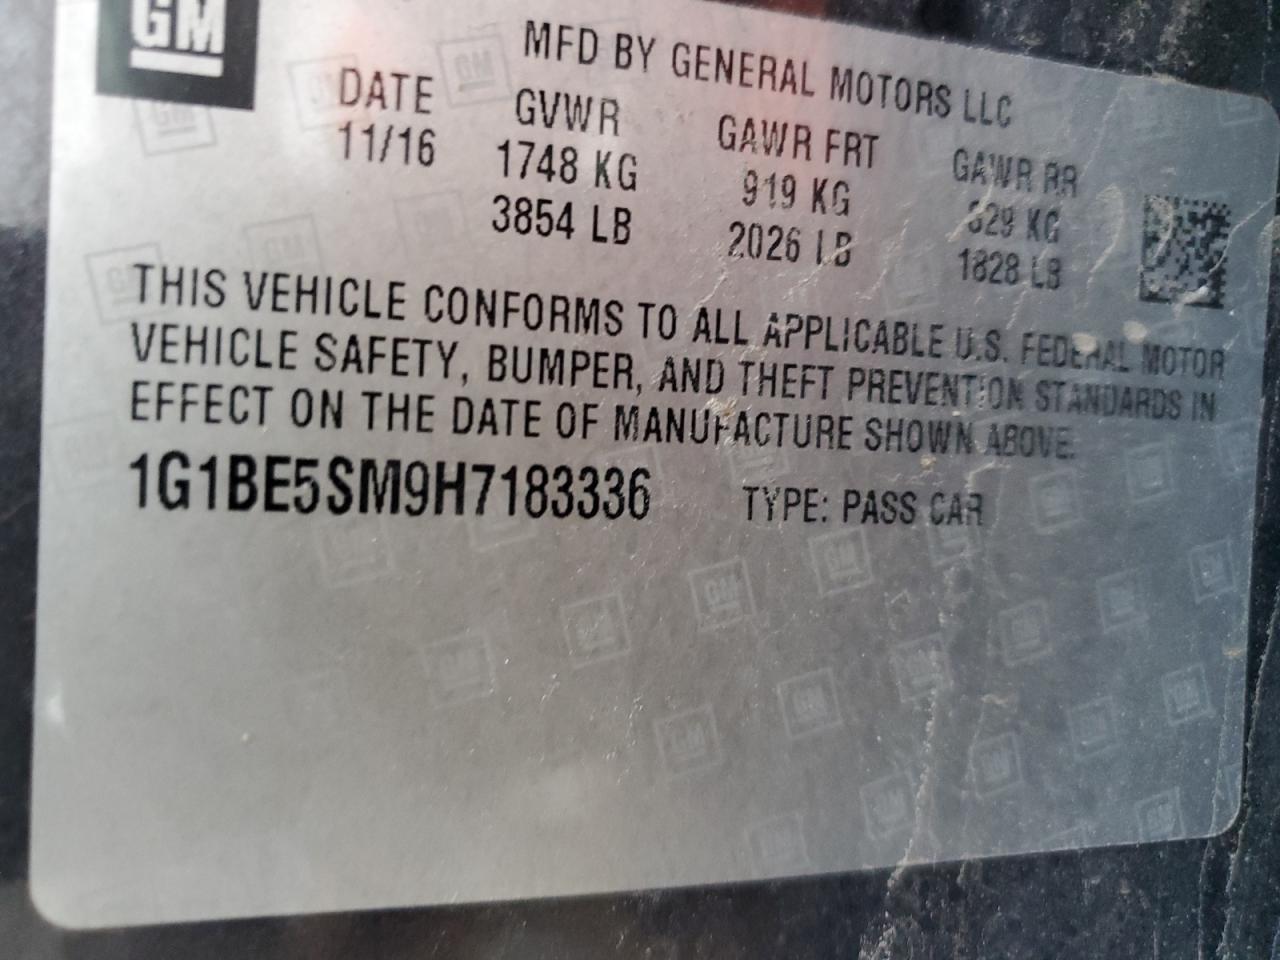 GM
MFD BY GENERAL MOTORS LLC
DATE GVWR GAWR FRT GAWR RR
11/16 1748 KG 919 KG 829 KG
3854 LB 2026 LB 1828 LB
THIS VEHICLE CONFORMS TO ALL APPLICABLE U.S. FEDERAL MOTOR
VEHICLE SAFETY, BUMPER, AND THEFT PREVENTION STANDARDS IN
EFFECT ON THE DATE OF MANUFACTURE SHOWN ABOVE.
1G1BE5SM9H7183336 TYPE: PASS CAR